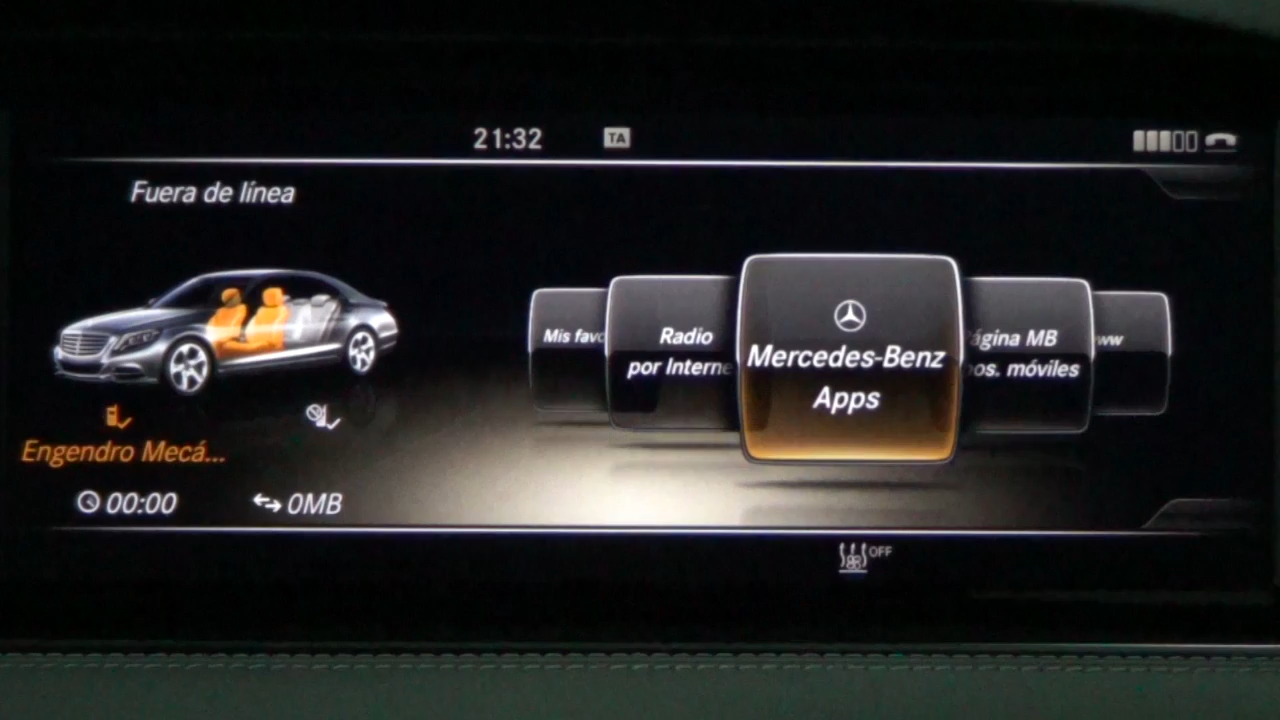 21:32 TA
Fuera de línea
Mis favo
Radio
por Interne
Mercedes-Benz
Apps
ágina MB
os. móviles
ww
Engendro Mecá...
00:00 0MB
OFF